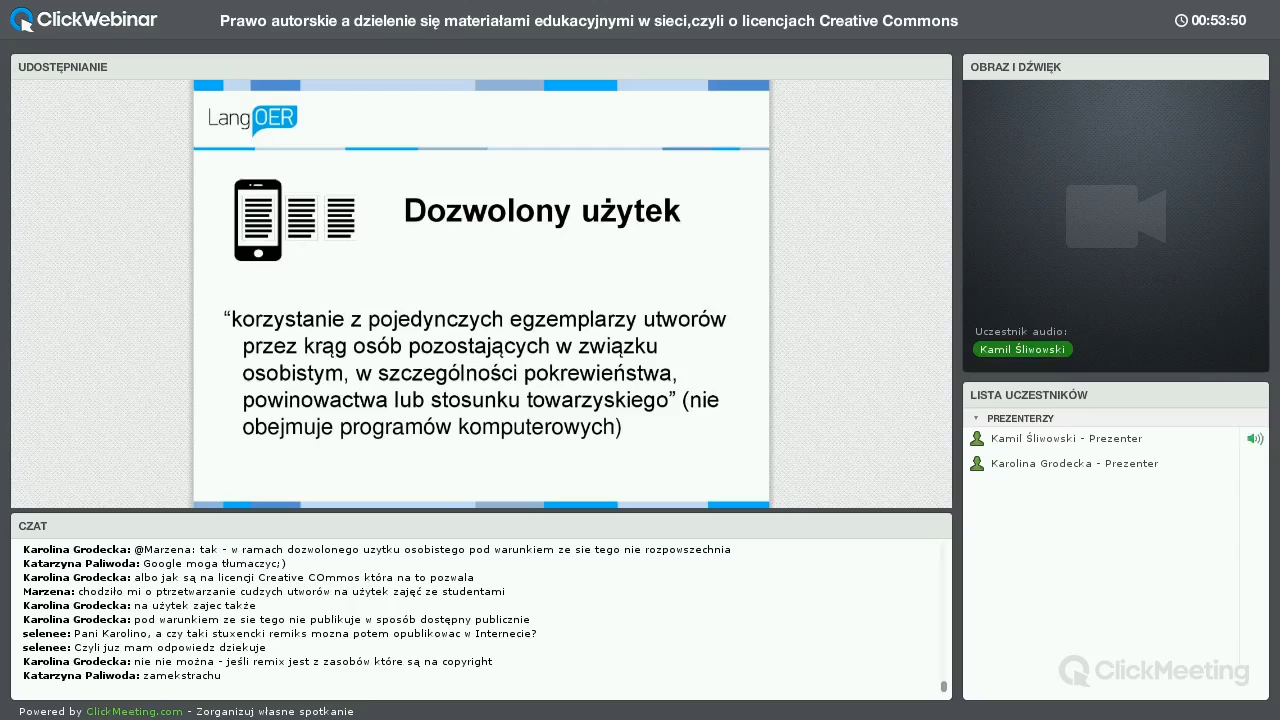 ClickWebinar
Prawo autorskie a dzielenie się materiałami edukacyjnymi w sieci,czyli o licencjach Creative Commons
00:53:50
UDOSTĘPNIANIE
LangOER
Dozwolony użytek
“korzystanie z pojedynczych egzemplarzy utworów
przez krąg osób pozostających w związku
osobistym, w szczególności pokrewieństwa,
powinowactwa lub stosunku towarzyskiego” (nie
obejmuje programów komputerowych)
OBRAZ I DŹWIĘK
Uczestnik audio:
Kamil Śliwowski
LISTA UCZESTNIKÓW
PREZENTERZY
Kamil Śliwowski - Prezenter
Karolina Grodecka - Prezenter
CZAT
Karolina Grodecka: @Marzena: tak - w ramach dozwolonego uzytku osobistego pod warunkiem ze sie tego nie rozpowszechnia
Katarzyna Paliwoda: Google moga tłumaczyc;)
Karolina Grodecka: albo jak są na licencji Creative COmmos która na to pozwala
Marzena: chodziło mi o ptrzetwarzanie cudzych utworów na użytek zajęć ze studentami
Karolina Grodecka: na użytek zajec także
Karolina Grodecka: pod warunkiem ze sie tego nie publikuje w sposób dostępny publicznie
selenee: Pani Karolino, a czy taki stuxencki remiks mozna potem opublikowac w Internecie?
selenee: Czyli juz mam odpowiedz dziekuje
Karolina Grodecka: nie nie można - jeśli remix jest z zasobów które są na copyright
Katarzyna Paliwoda: zamekstrachu
ClickMeeting
Powered by ClickMeeting.com - Zorganizuj własne spotkanie